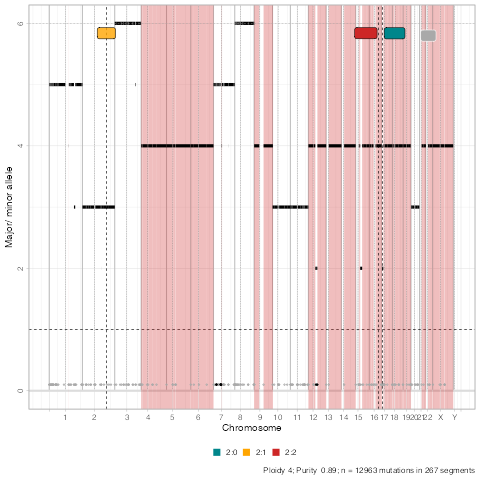 6
4
2
0
Major/ minor allele
1 2 3 4 5 6 7 8 9 10 11 12 13 14 15 16 17 18 19 20 21 22 X Y
Chromosome
2:0 2:1 2:2
Ploidy 4; Purity 0.89; n = 12963 mutations in 267 segments